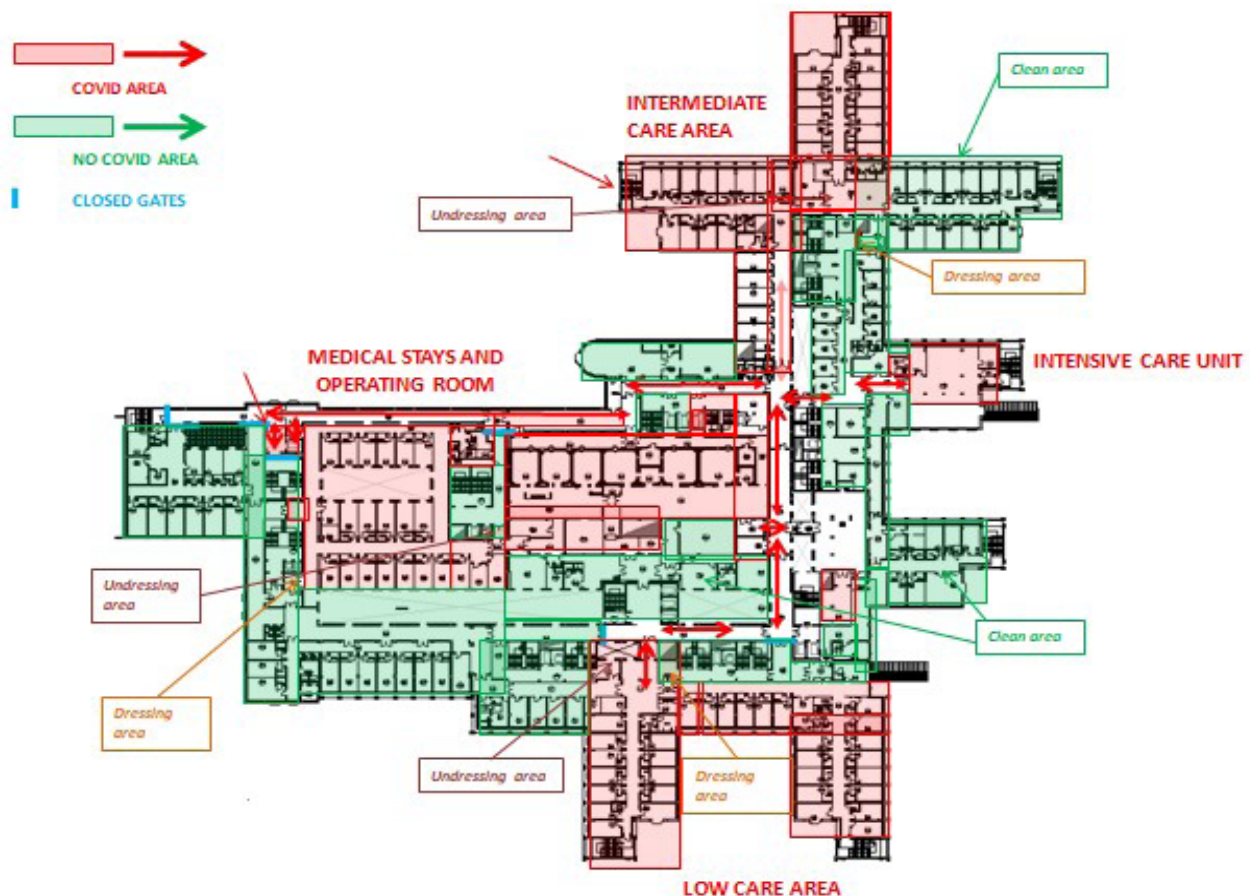 COVID AREA
NO COVID AREA
CLOSED GATES
INTERMEDIATE
CARE AREA
Clean area
Undressing area
Dressing area
MEDICAL STAYS AND
OPERATING ROOM
INTENSIVE CARE UNIT
Undressing
area
Clean area
Dressing
area
Undressing area
Dressing
area
LOW CARE AREA